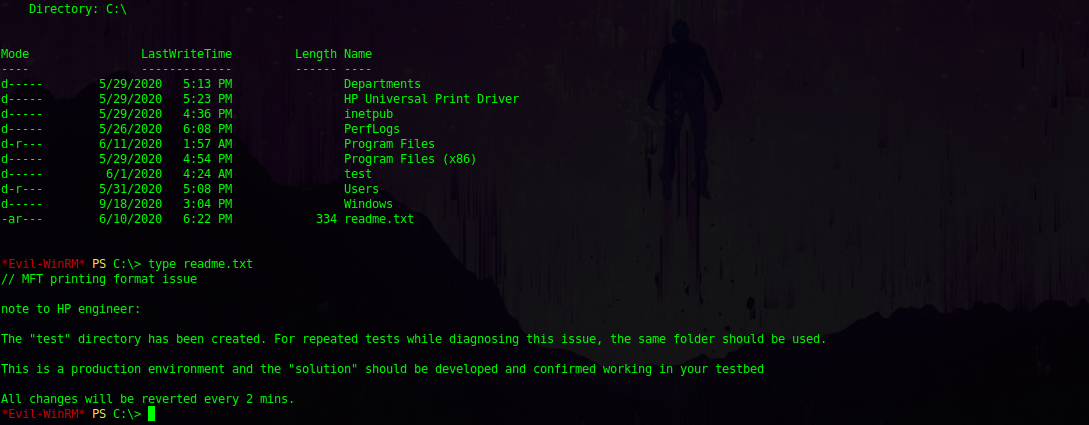 Directory: C:\
Mode                LastWriteTime         Length Name
----                -------------         ------ ----
d-----        5/29/2020   5:13 PM                Departments
d-----        5/29/2020   5:23 PM                HP Universal Print Driver
d-----        5/29/2020   4:36 PM                inetpub
d-----        5/26/2020   6:08 PM                PerfLogs
d-r---        6/11/2020   1:57 AM                Program Files
d-----        5/29/2020   4:54 PM                Program Files (x86)
d-----         6/1/2020   4:24 AM                test
d-r---        5/31/2020   5:08 PM                Users
d-----        9/18/2020   3:04 PM                Windows
-ar---        6/10/2020   6:22 PM            334 readme.txt
*Evil-WinRM* PS C:\> type readme.txt
// MFT printing format issue
note to HP engineer:
The "test" directory has been created. For repeated tests while diagnosing this issue, the same folder should be used.
This is a production environment and the "solution" should be developed and confirmed working in your testbed
All changes will be reverted every 2 mins.
*Evil-WinRM* PS C:\>